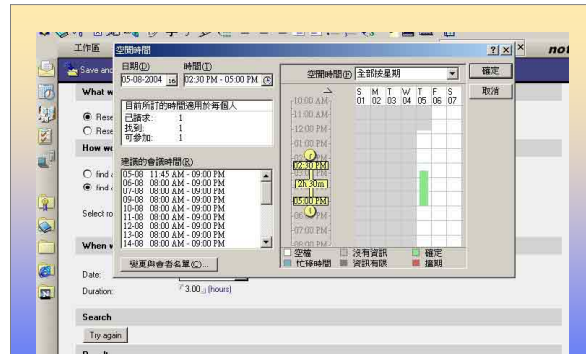 工作區
空閒時間
not
Save and
日期(D)
時間(T)
05-08-2004
16
02:30 PM - 05:00 PM
空閒時間(F)
全部按星期
確定
取消
What w
Rese
Rese
目前所訂的時間適用於每個人
已請求: 1
找到: 1
可參加: 1
S M T W T F S
01 02 03 04 05 06 07
10:00 AM
11:00 AM
12:00 PM
01:00 PM
02:30 PM
2h 30m
05:00 PM
06:00 PM
07:00 PM
08:00 PM
How wo
find a
find a
Select ro
建議的會議時間(R)
05-08 11:45 AM - 09:00 PM
06-08 08:00 AM - 09:00 PM
07-08 08:00 AM - 09:00 PM
09-08 08:00 AM - 09:00 PM
10-08 08:00 AM - 09:00 PM
11-08 08:00 AM - 09:00 PM
12-08 08:00 AM - 09:00 PM
13-08 08:00 AM - 09:00 PM
14-08 08:00 AM - 09:00 PM
變更與會者名單(C)...
空檔
沒有資訊
確定
忙碌時間
資訊有限
撞期
When w
Date:
Duration:
3.00
(hours)
Search
Try again